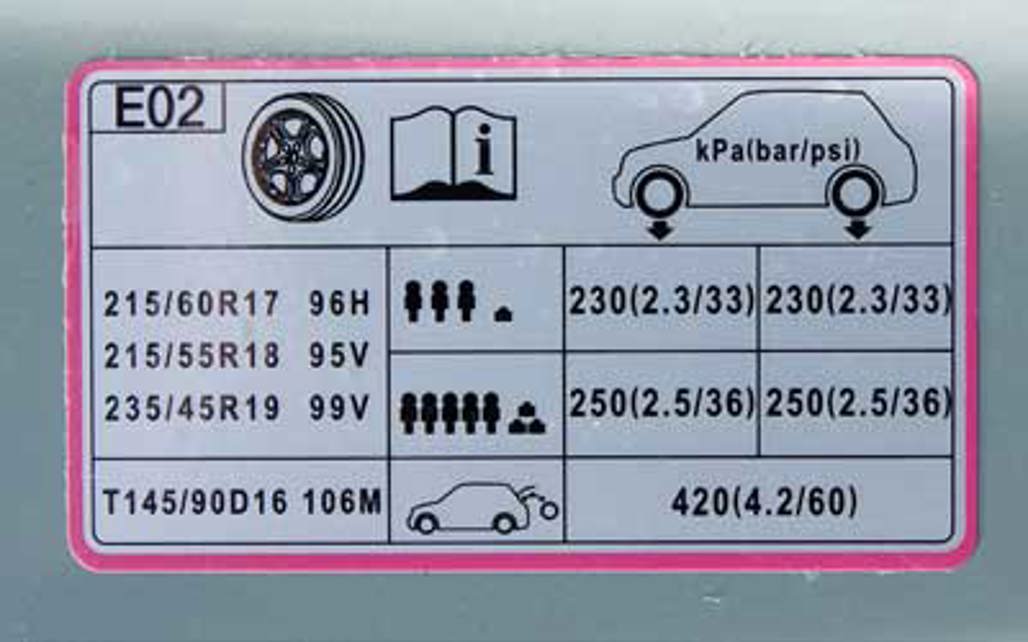 E02
i
kPa(bar/psi)
215/60R17 96H
215/55R18 95V
235/45R19 99V
230(2.3/33) 230(2.3/33)
250(2.5/36) 250(2.5/36)
T145/90D16 106M
420(4.2/60)